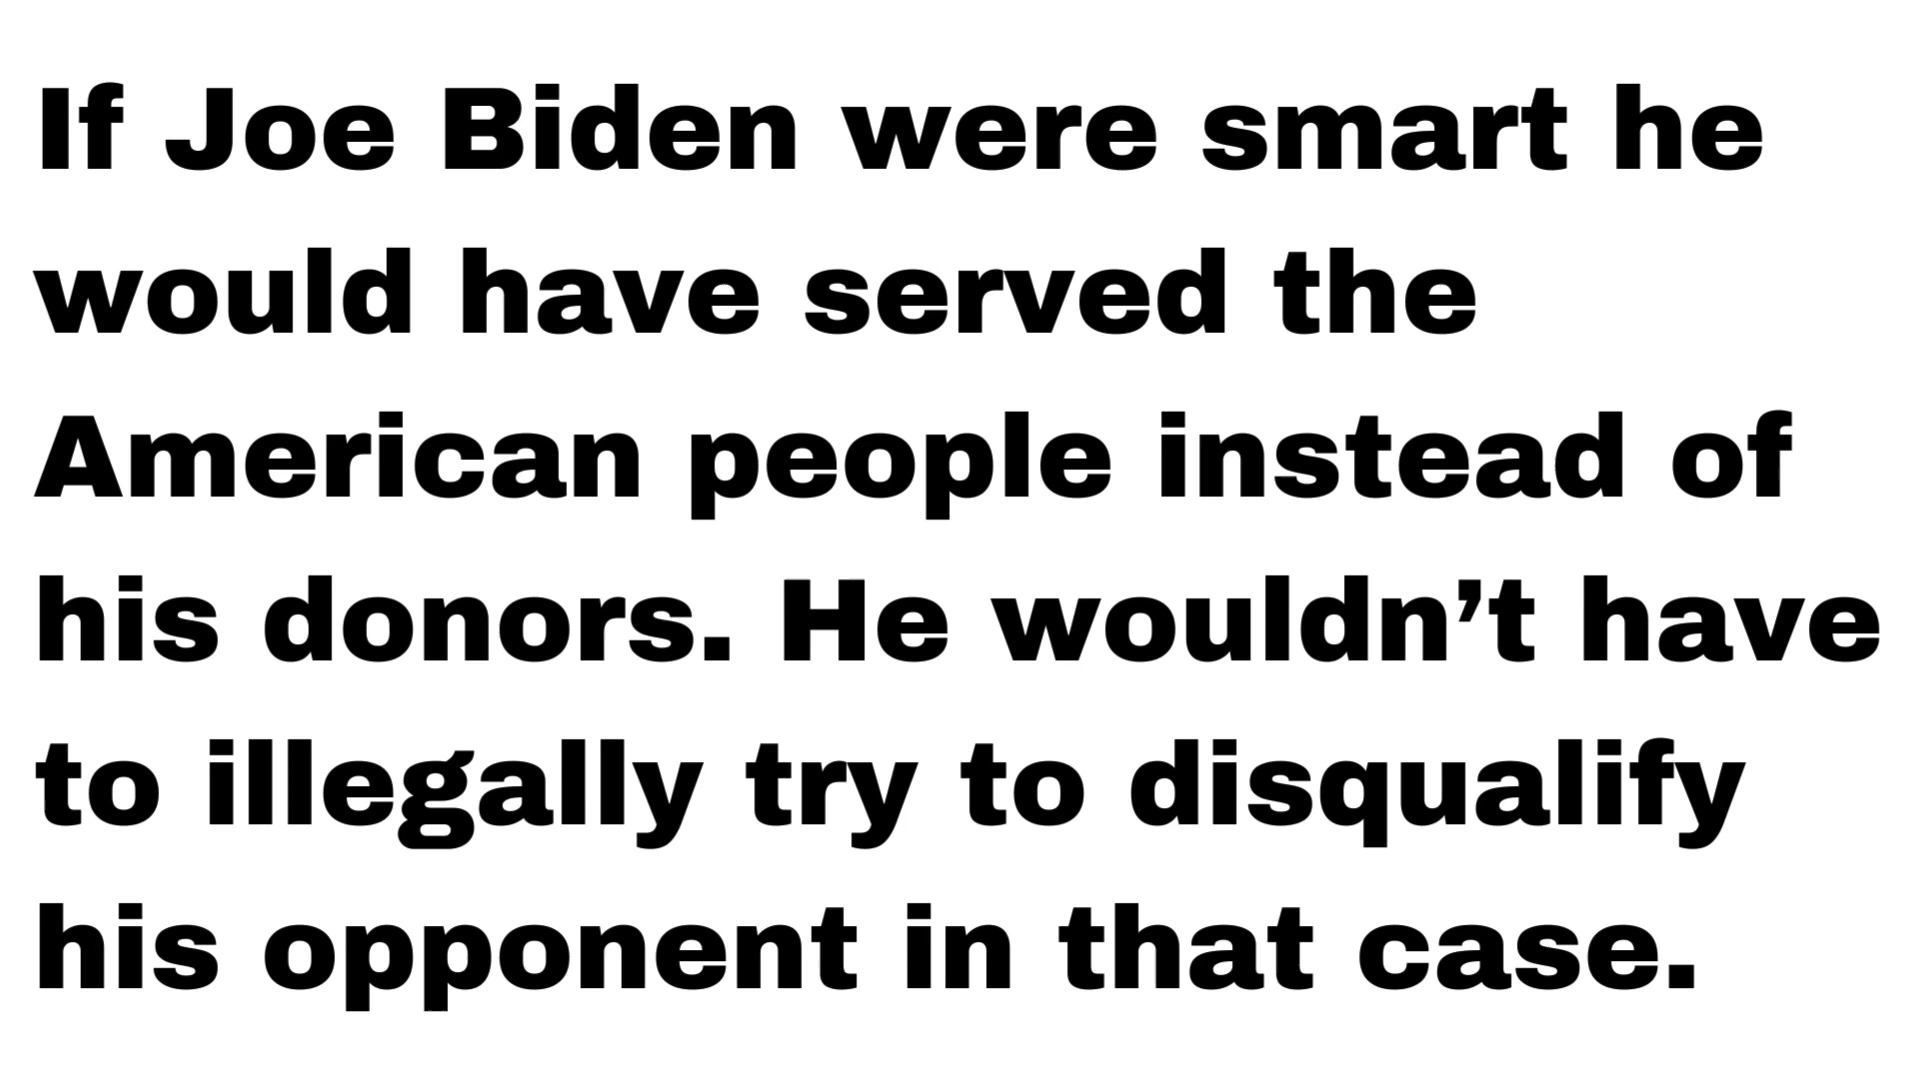 If Joe Biden were smart he
would have served the
American people instead of
his donors. He wouldn’t have
to illegally try to disqualify
his opponent in that case.